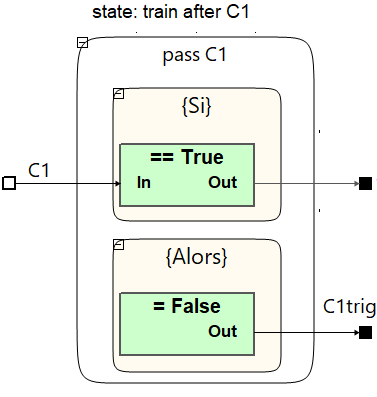 state: train after C1
pass C1
{Si}
== True
C1
In Out
{Alors}
= False
C1trig
Out